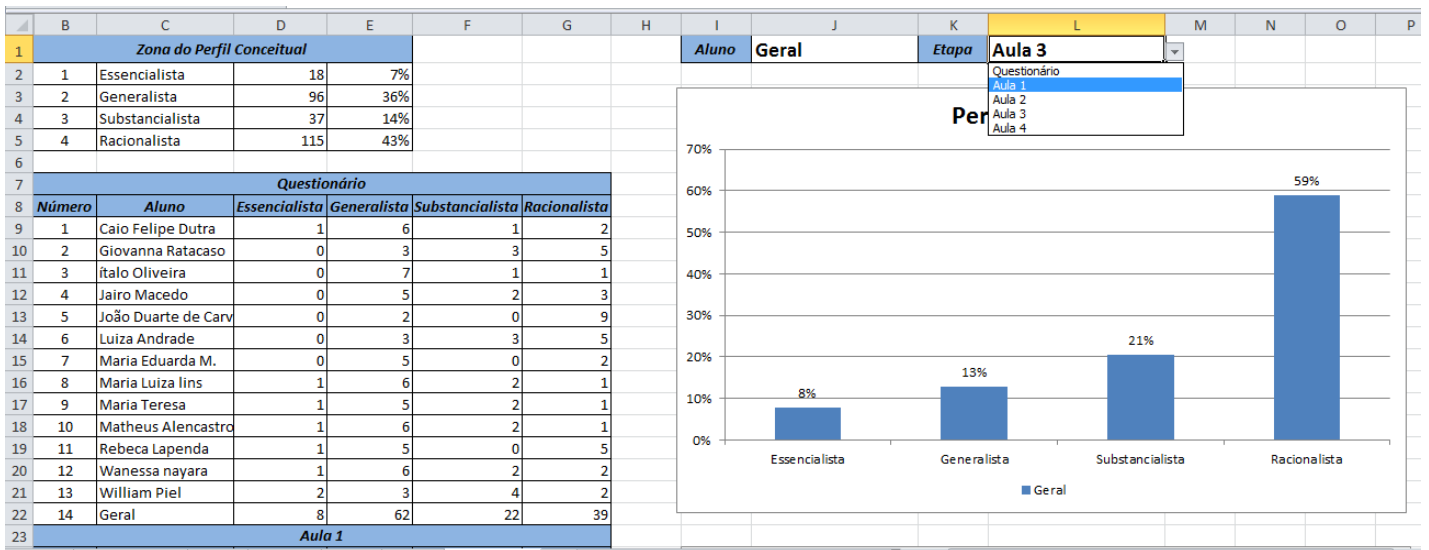 B C D E F G H I J K L M N O P
1 Zona do Perfil Conceitual Aluno Geral Etapa Aula 3
2 1 Essencialista 18 7%
3 2 Generalista 96 36%
4 3 Substancialista 37 14%
5 4 Racionalista 115 43%
6
7 Questionário
8 Número Aluno Essencialista Generalista Substancialista Racionalista
9 1 Caio Felipe Dutra 1 6 1 2
10 2 Giovanna Ratacaso 0 3 3 5
11 3 ítalo Oliveira 0 7 1 1
12 4 Jairo Macedo 0 5 2 3
13 5 João Duarte de Carv 0 2 0 9
14 6 Luiza Andrade 0 3 3 5
15 7 Maria Eduarda M. 0 5 0 2
16 8 Maria Luiza lins 1 6 2 1
17 9 Maria Teresa 1 5 2 1
18 10 Matheus Alencastro 1 6 2 1
19 11 Rebeca Lapenda 1 5 0 5
20 12 Wanessa nayara 1 6 2 2
21 13 William Piel 2 3 4 2
22 14 Geral 8 62 22 39
23 Aula 1
Questionário
Aula 1
Aula 2
Aula 3
Aula 4
Per
70%
60%
50%
40%
30%
20%
10%
0%
8%
13%
21%
59%
Essencialista Generalista Substancialista Racionalista
Geral